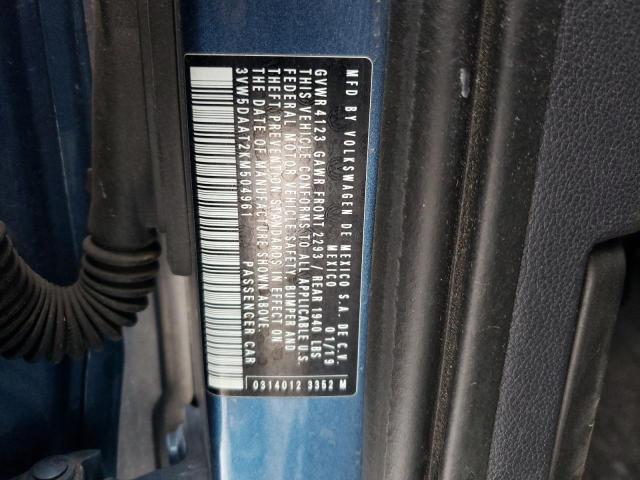 MFD BY VOLKSWAGEN DE MEXICO S.A. DE C.V.
MEXICO 01/19
GVWR 4123 GAWR FRONT 2293 / REAR 1940 LBS
THIS VEHICLE CONFORMS TO ALL APPLICABLE U.S.
FEDERAL MOTOR VEHICLE SAFETY, BUMPER AND
THEFT PREVENTION STANDARDS IN EFFECT ON
THE DATE OF MANUFACTURE SHOWN ABOVE.
3VW5DAAT2KM504961 PASSENGER CAR
0314012 3352 M